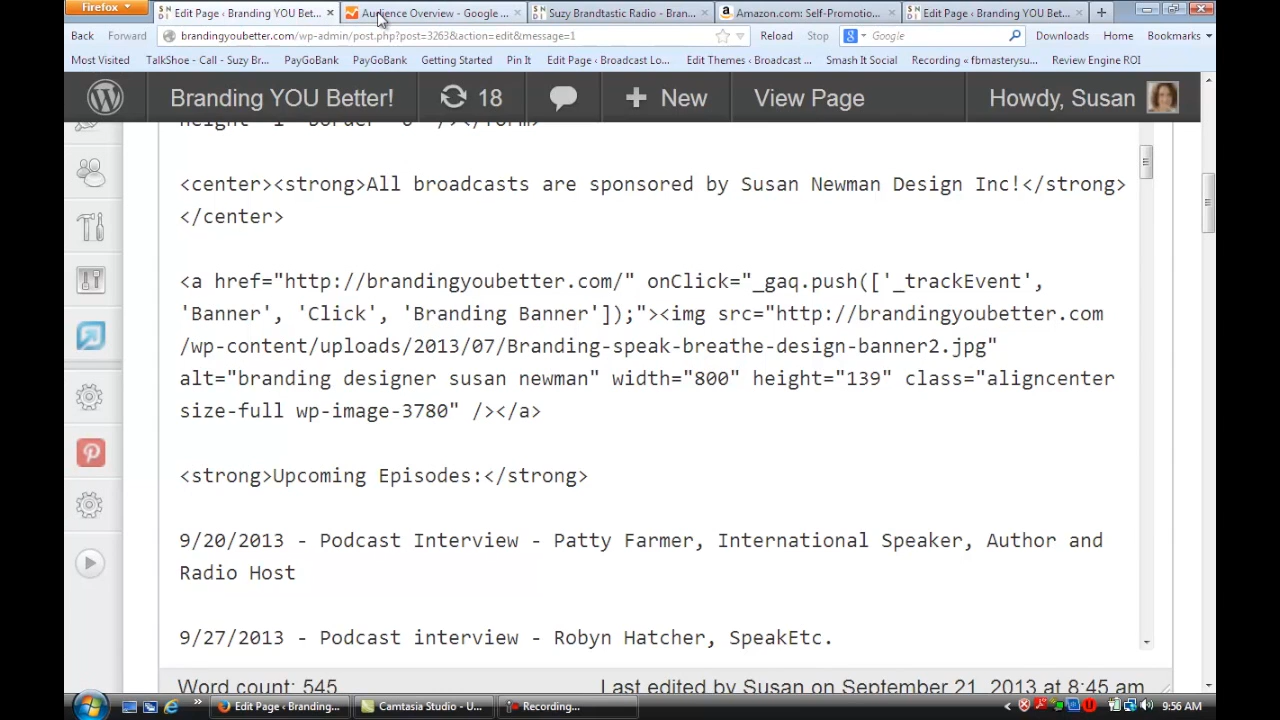 Firefox
Edit Page ‹ Branding YOU Bet... ×
Audience Overview - Google ... ×
Suzy Brandtastic Radio - Bran... ×
Amazon.com: Self-Promotio... ×
Edit Page ‹ Branding YOU Bet... ×
Back Forward brandingyoubetter.com/wp-admin/post.php?post=3263&action=edit&message=1 Google Reload Stop Downloads Home Bookmarks
Most Visited TalkShoe - Call - Suzy Br... PayGoBank PayGoBank Getting Started Pin It Edit Page ‹ Broadcast Lo... Edit Themes ‹ Broadcast ... Smash It Social Recording « fbmasterysu... Review Engine ROI
Branding YOU Better! 18 + New View Page Howdy, Susan
<center><strong>All broadcasts are sponsored by Susan Newman Design Inc!</strong>
</center>
<a href="http://brandingyoubetter.com/" onClick="_gaq.push(['_trackEvent',
'Banner', 'Click', 'Branding Banner']);"><img src="http://brandingyoubetter.com
/wp-content/uploads/2013/07/Branding-speak-breathe-design-banner2.jpg"
alt="branding designer susan newman" width="800" height="139" class="aligncenter
size-full wp-image-3780" /></a>
<strong>Upcoming Episodes:</strong>
9/20/2013 - Podcast Interview - Patty Farmer, International Speaker, Author and
Radio Host
9/27/2013 - Podcast interview - Robyn Hatcher, SpeakEtc.
Word count: 545 Last edited by Susan on September 21, 2013 at 8:45 am
Edit Page ‹ Branding... Camtasia Studio - U... Recording... 9:56 AM